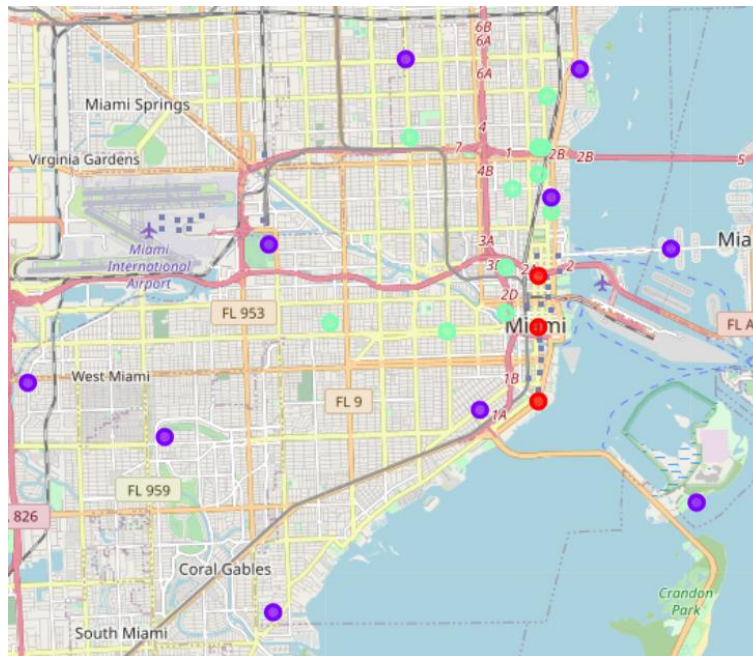 6B
6A
6A
Miami Springs
4
7
1
2B
2B
5
Virginia Gardens
4B
3A
Mia
Miami
International
Airport
2
2D
FL 953
Miami
FL A
West Miami
1B
FL 9
1A
FL 959
826
Coral Gables
Crandon
Park
South Miami